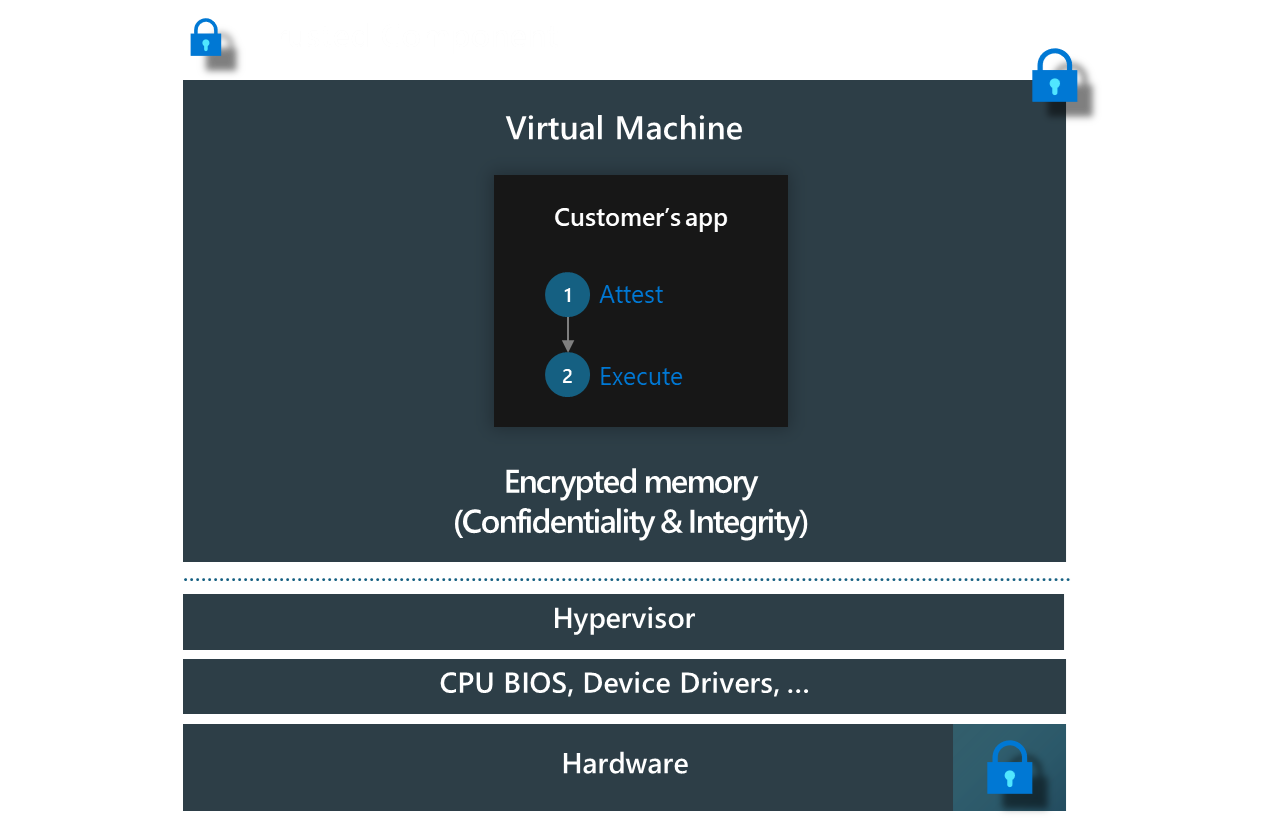 Virtual Machine
Customer’s app
1 Attest
2 Execute
Encrypted memory
(Confidentiality & Integrity)
Hypervisor
CPU BIOS, Device Drivers, ...
Hardware